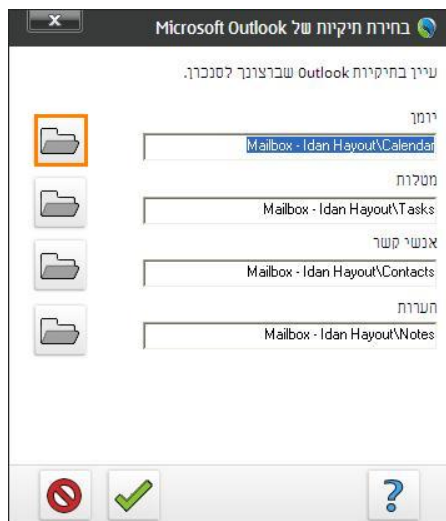 בחירת תיקיות של Microsoft Outlook
עיין בתיקיות Outlook שברצונך לסנכרן.
יומן
Mailbox - Idan Hayout\Calendar
מטלות
Mailbox - Idan Hayout\Tasks
אנשי קשר
Mailbox - Idan Hayout\Contacts
הערות
Mailbox - Idan Hayout\Notes